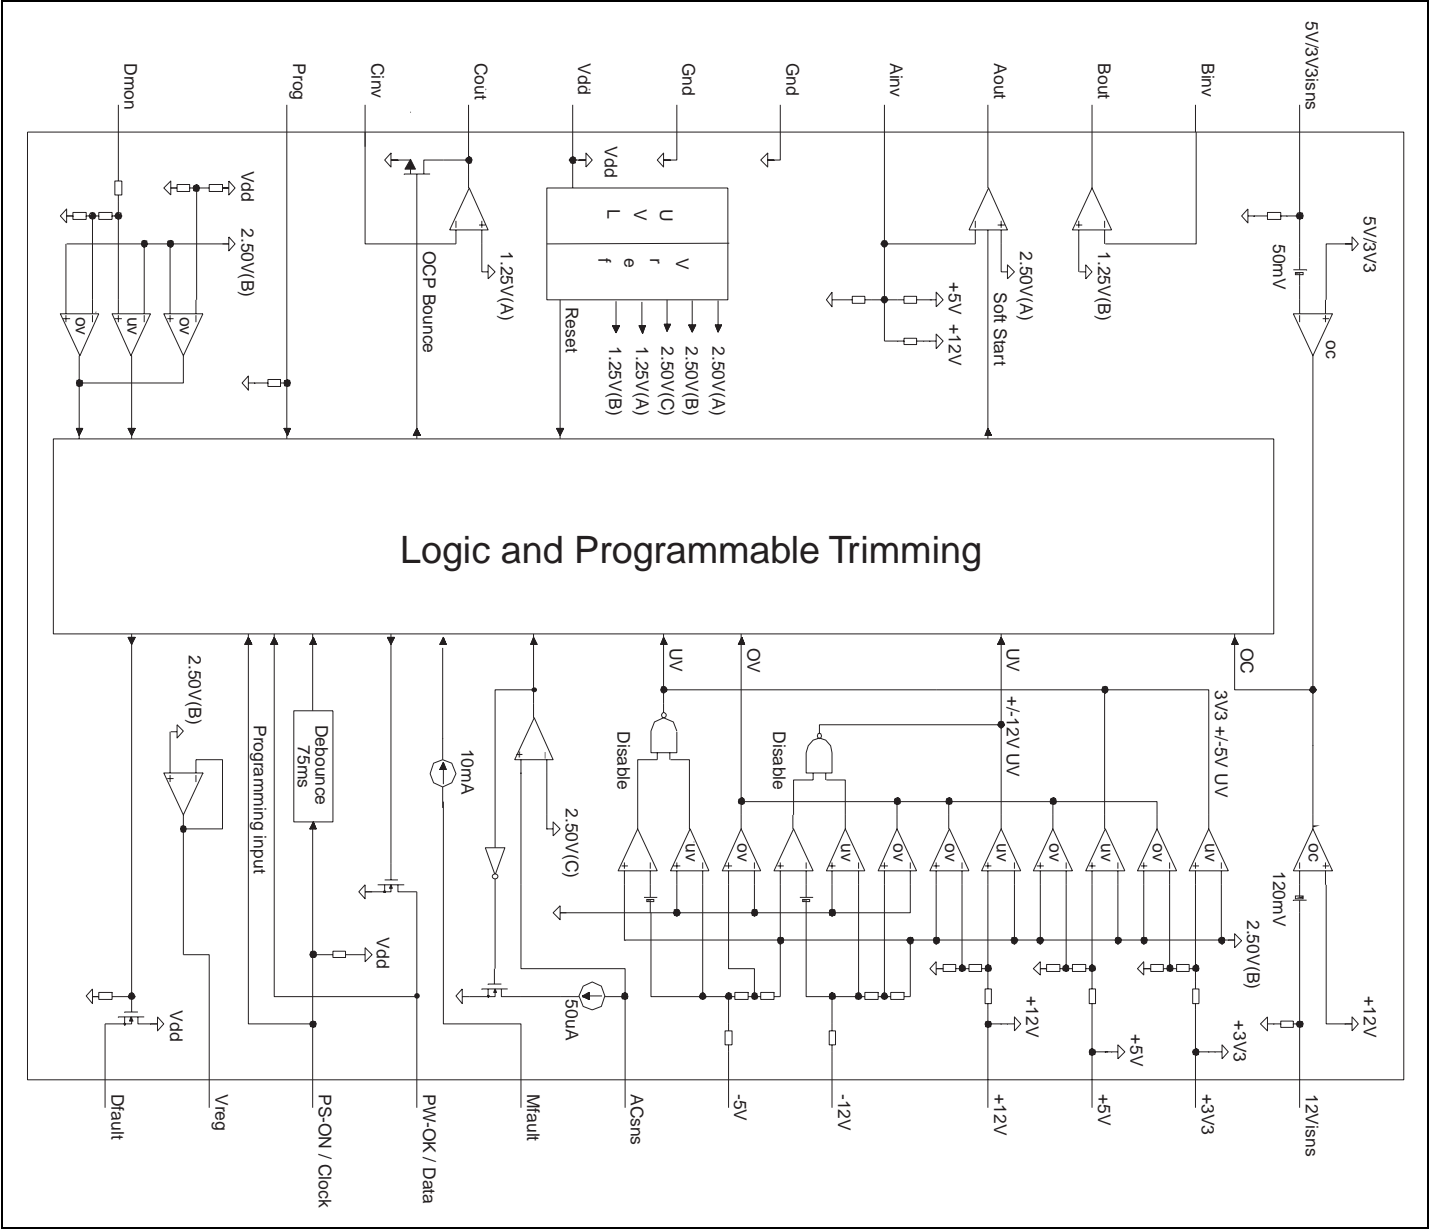 Dmon
Prog
Cinv
Cout
Vdd
Gnd
Gnd
Ainv
Aout
Bout
Binv
5V/3V3isns
Vdd
2.50V(B)
OV
UV
OV
OCP Bounce
1.25V(A)
Vdd
UVL
Vref
Reset
1.25V(B)
1.25V(A)
2.50V(C)
2.50V(B)
2.50V(A)
+5V
+12V
2.50V(A)
Soft Start
1.25V(B)
50mV
5V/3V3
OC
Logic and Programmable Trimming
2.50V(B)
Programming input
Debounce
75ms
10mA
2.50V(C)
UV
OV
UV
OC
Disable
Disable
+/-12V UV
3V3 +/-5V UV
UV
OV
UV
OV
OV
UV
OV
UV
OV
UV
OC
120mV
2.50V(B)
Vdd
Vdd
50uA
+12V
+5V
+3V3
+12V
Dfault
Vreg
PS-ON / Clock
PW-OK / Data
Mfault
ACsns
-5V
-12V
+12V
+5V
+3V3
12Visns